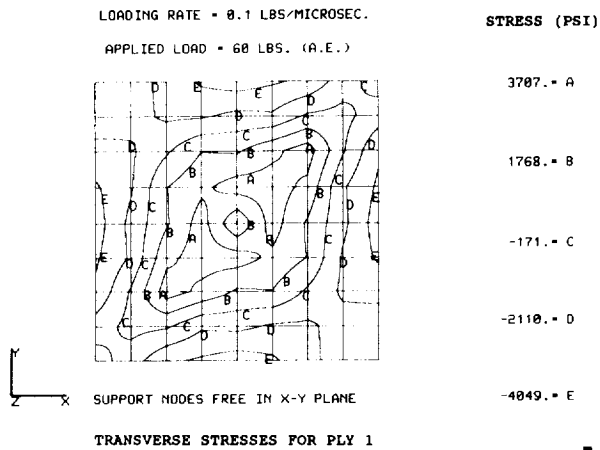 LOADING RATE = 0.1 LBS/MICROSEC.
STRESS (PSI)
APPLIED LOAD = 60 LBS. (A.E.)
3707.= A
1768.= B
-171.= C
-2110.= D
-4049.= E
D E E C
D D
C
D C B B A D
B A C E
E D C B D
B A B A C
E D C D E
B A B B C
C C D C D
E
Y
Z X
SUPPORT NODES FREE IN X-Y PLANE
TRANSVERSE STRESSES FOR PLY 1